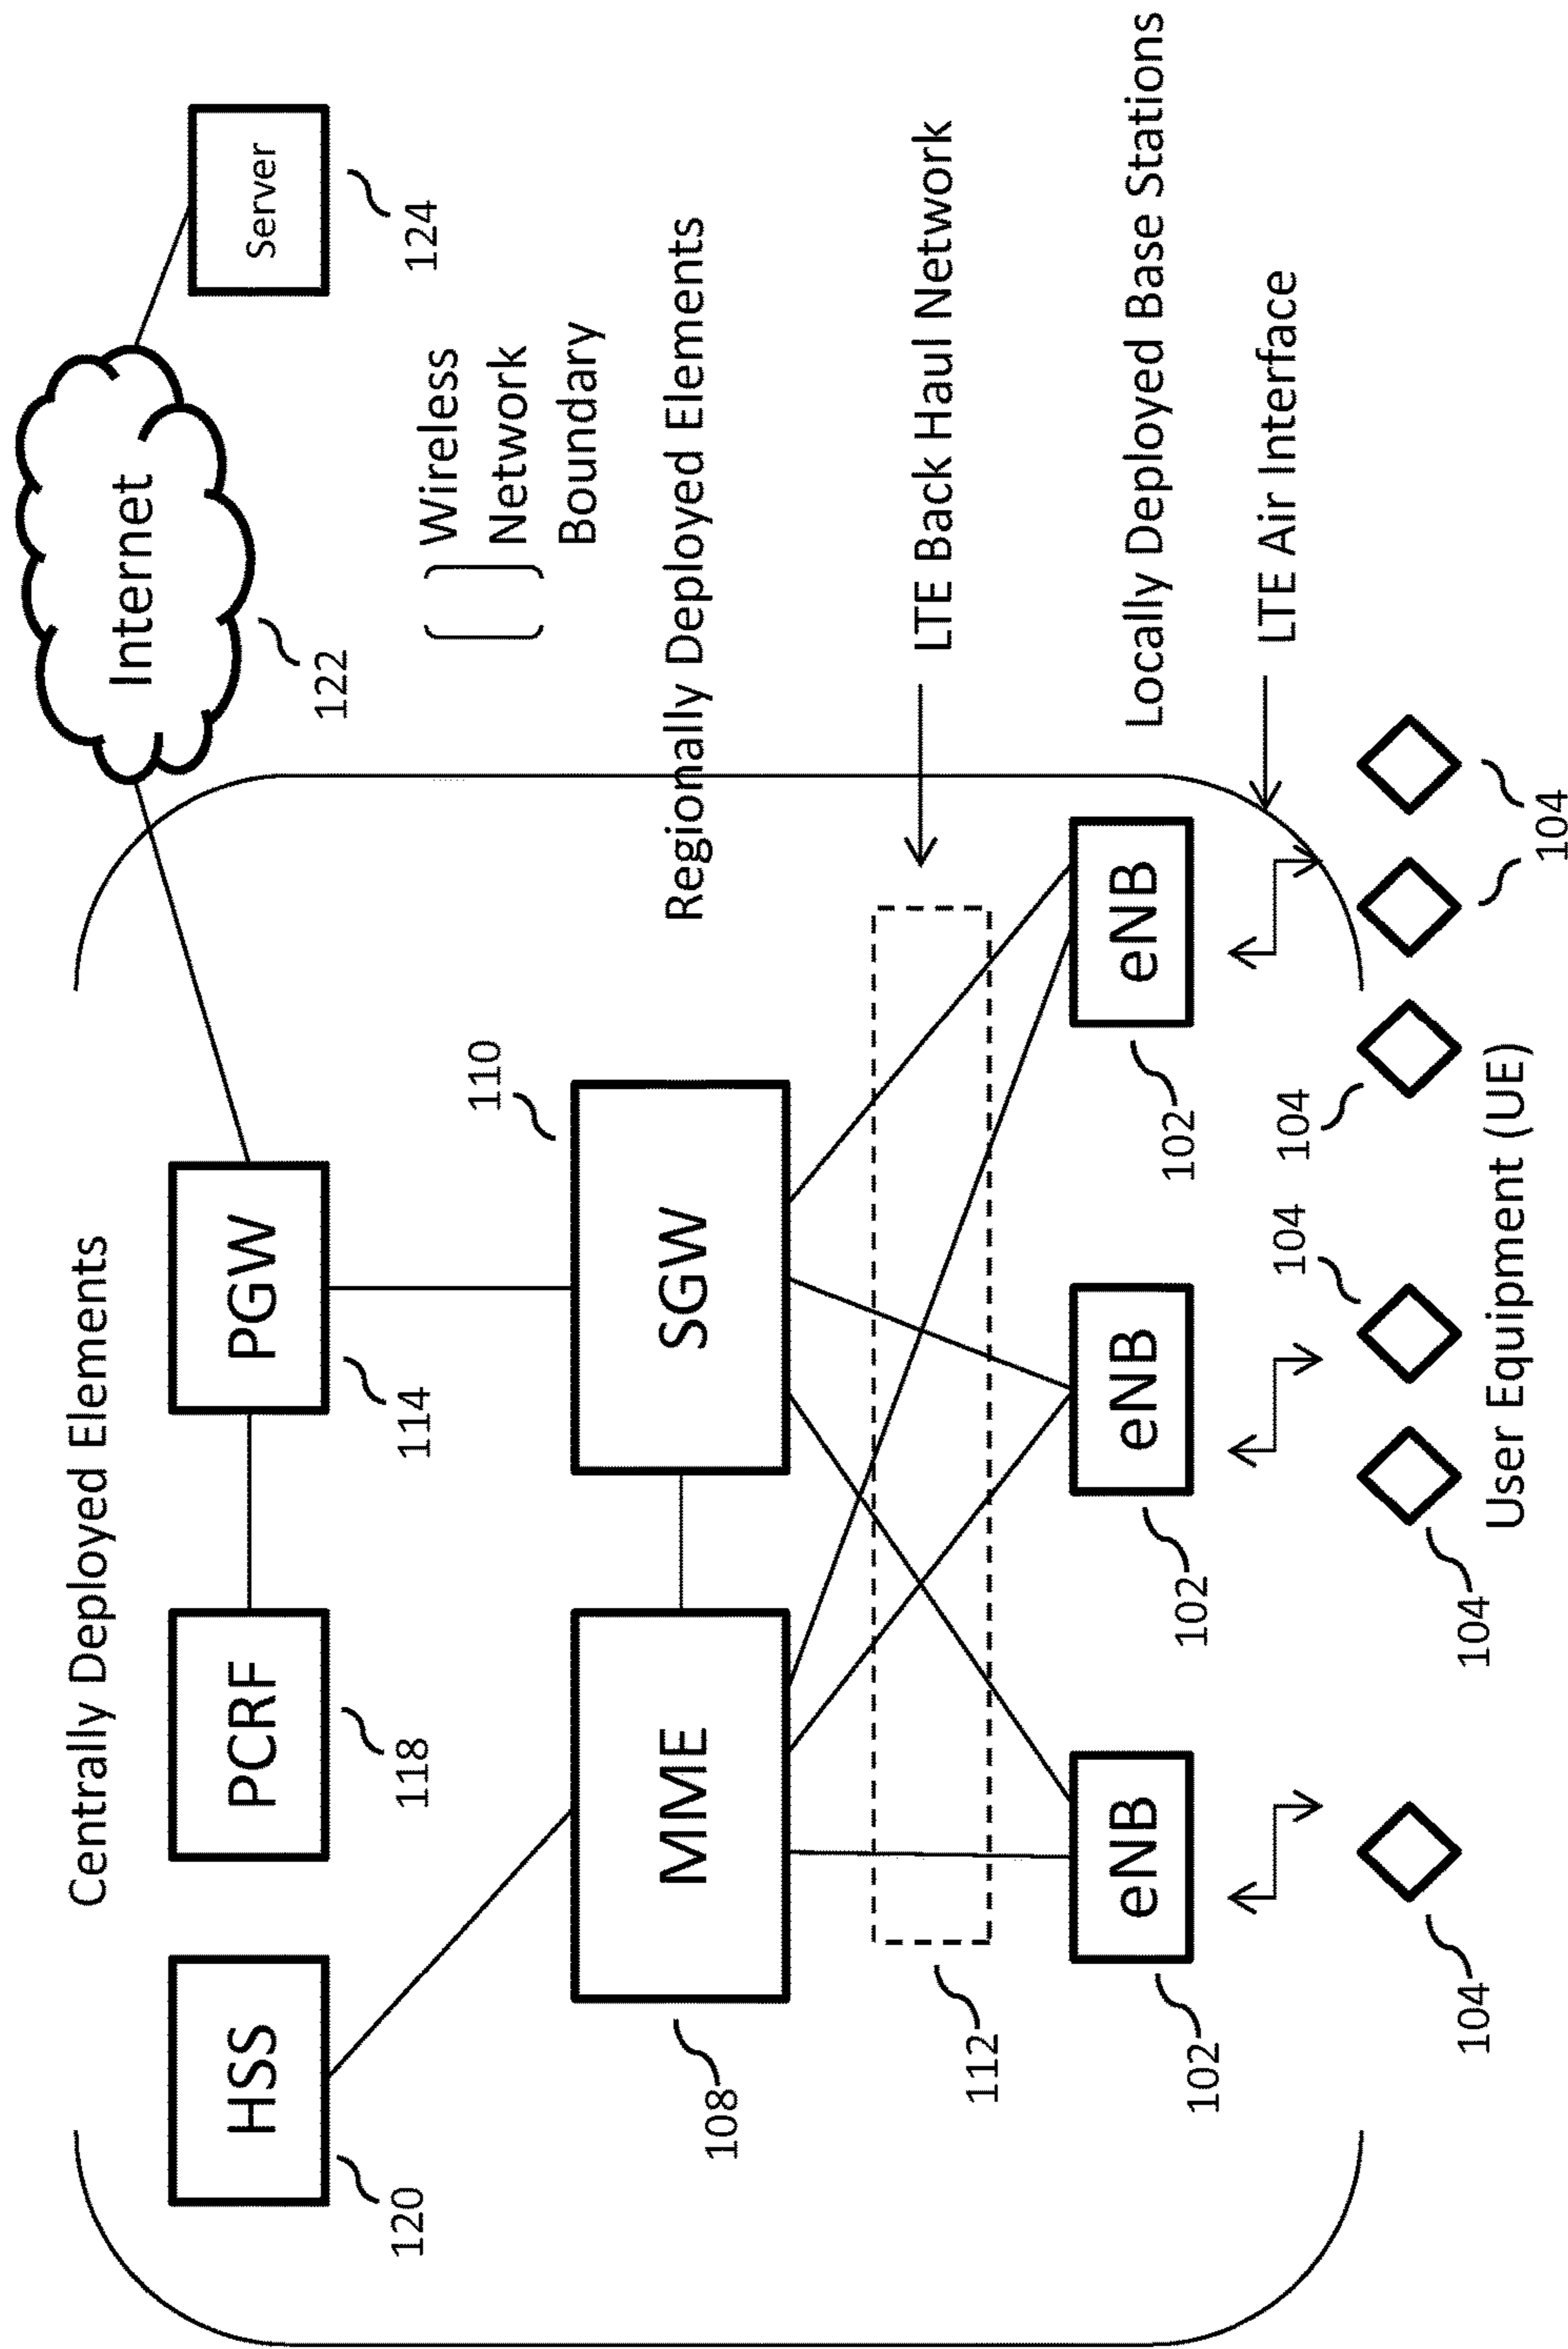 Centrally Deployed Elements
Internet
HSS
PCRF
PGW
Server
120
118
114
122
124
Wireless
Network
Boundary
110
MME
SGW
Regionally Deployed Elements
108
112
LTE Back Haul Network
eNB
eNB
eNB
Locally Deployed Base Stations
102
102
102
LTE Air Interface
104
104
104
104
104
104
User Equipment (UE)